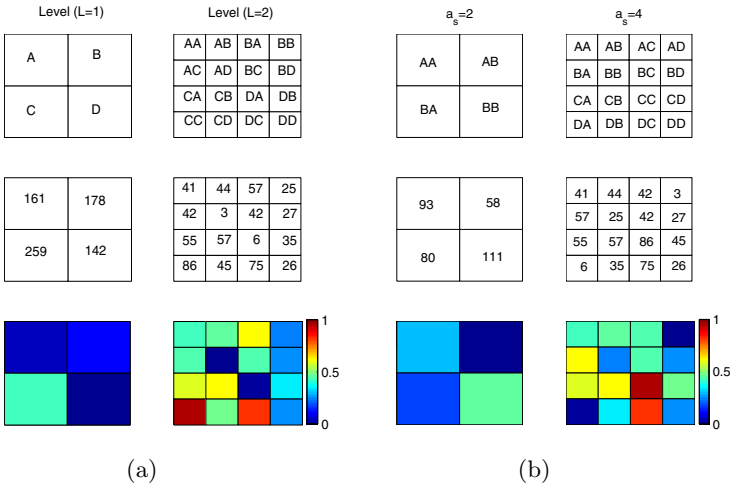 Level (L=1) Level (L=2) a_s=2 a_s=4
AA AB BA BB AA AB AC AD
A B AA AB
AC AD BC BD BA BB BC BD
CA CB DA DB CA CB CC CD
C D BA BB
CC CD DC DD DA DB DC DD
41 44 57 25 41 44 42 3
161 178 93 58
42 3 42 27 57 25 42 27
55 57 6 35 55 57 86 45
259 142 80 111
86 45 75 26 6 35 75 26
1 1
0.5 0.5
0 0
(a) (b)